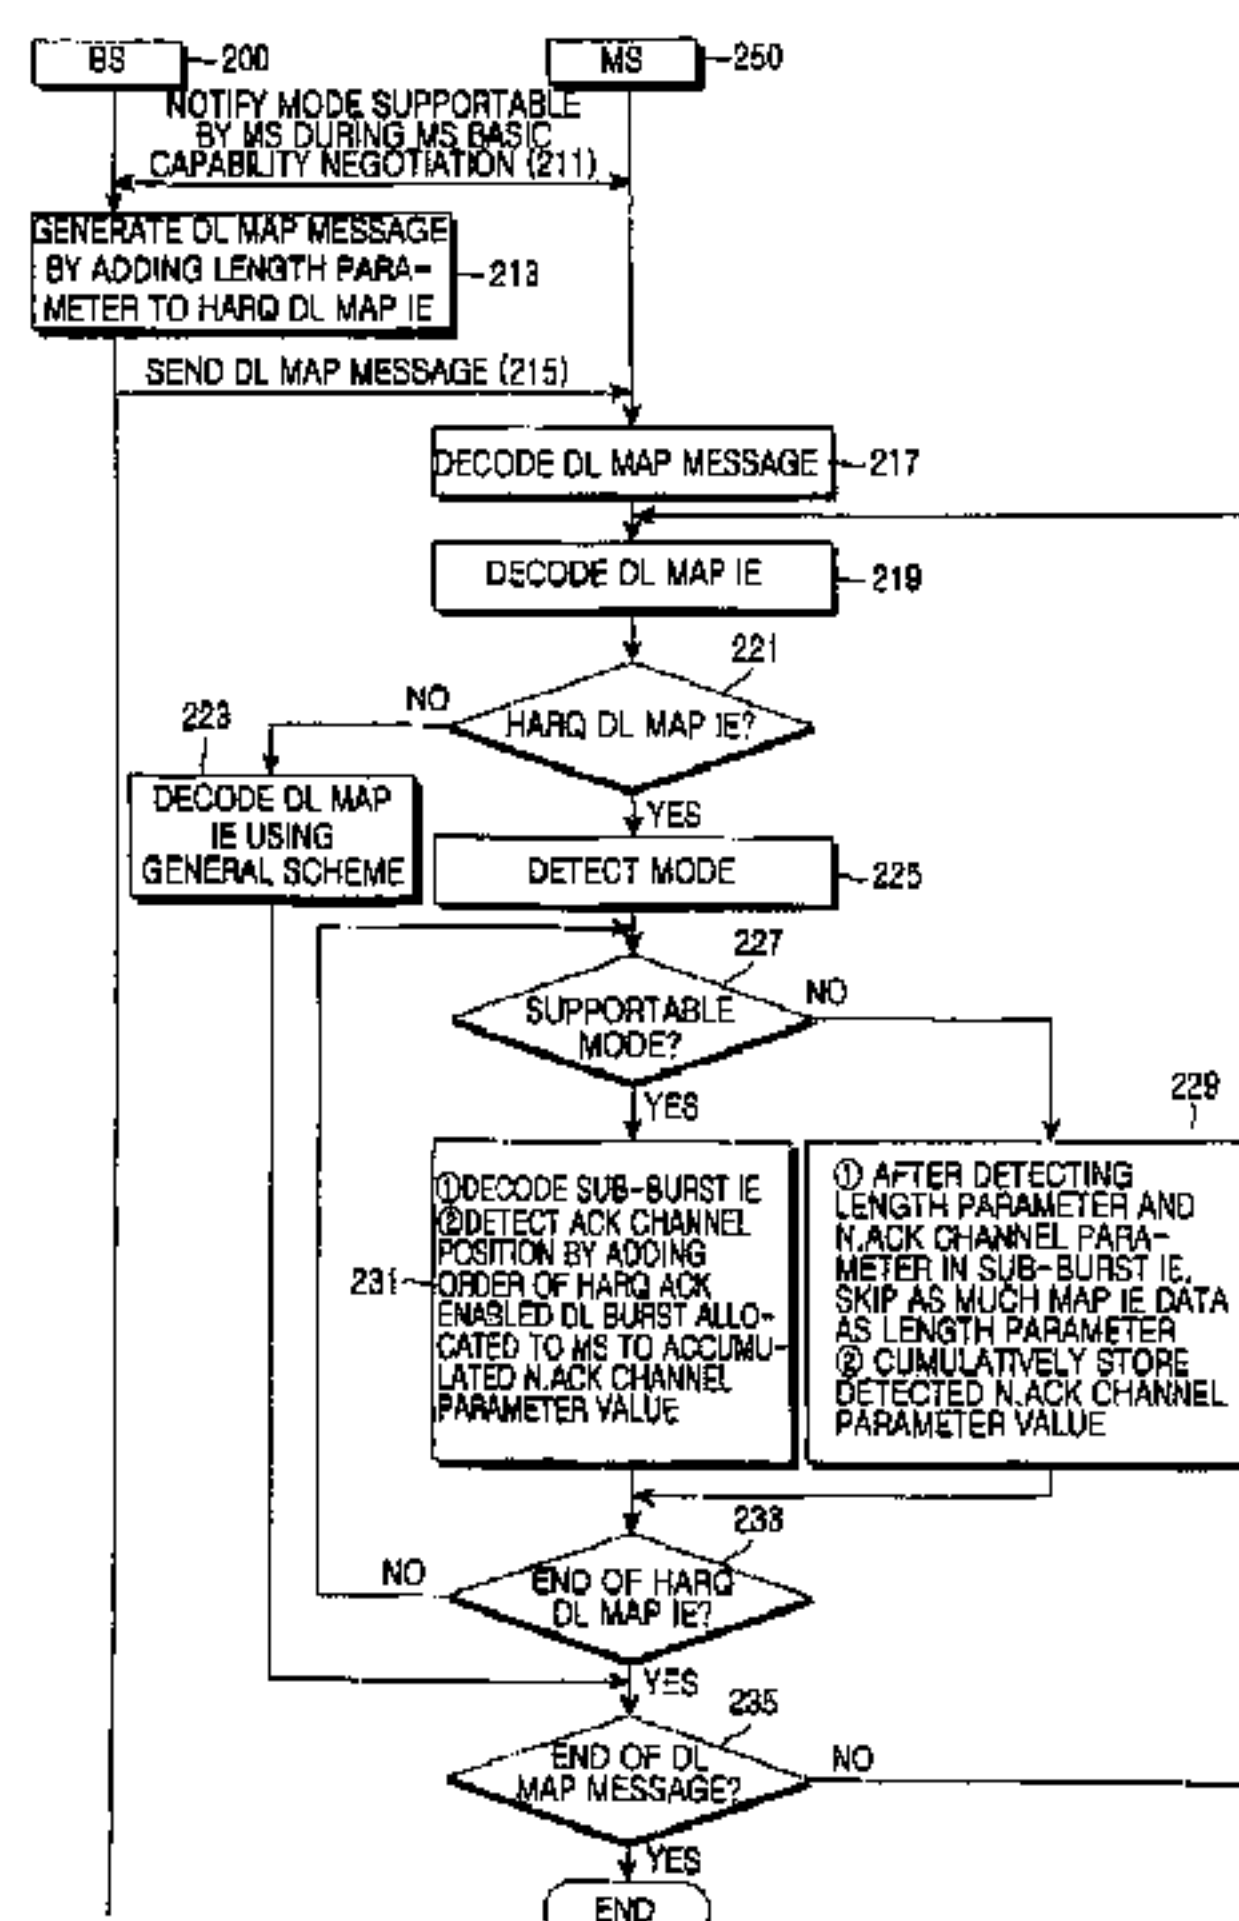 BS
200
MS
250
NOTIFY MODE SUPPORTABLE
BY MS DURING MS BASIC
CAPABILITY NEGOTIATION (211)
GENERATE DL MAP MESSAGE
BY ADDING LENGTH PARA-
METER TO HARQ DL MAP IE
213
SEND DL MAP MESSAGE (215)
DECODE DL MAP MESSAGE
217
DECODE DL MAP IE
219
221
HARQ DL MAP IE?
NO
YES
223
DECODE DL MAP
IE USING
GENERAL SCHEME
DETECT MODE
225
227
SUPPORTABLE
MODE?
NO
YES
229
①DECODE SUB-BURST IE
②DETECT ACK CHANNEL
POSITION BY ADDING
ORDER OF HARQ ACK
ENABLED DL BURST ALLO-
CATED TO MS TO ACCUMU-
LATED N.ACK CHANNEL
PARAMETER VALUE
231
① AFTER DETECTING
LENGTH PARAMETER AND
N.ACK CHANNEL PARA-
METER IN SUB-BURST IE,
SKIP AS MUCH MAP IE DATA
AS LENGTH PARAMETER
② CUMULATIVELY STORE
DETECTED N.ACK CHANNEL
PARAMETER VALUE
233
END OF HARQ
DL MAP IE?
NO
YES
235
END OF DL
MAP MESSAGE?
NO
YES
END